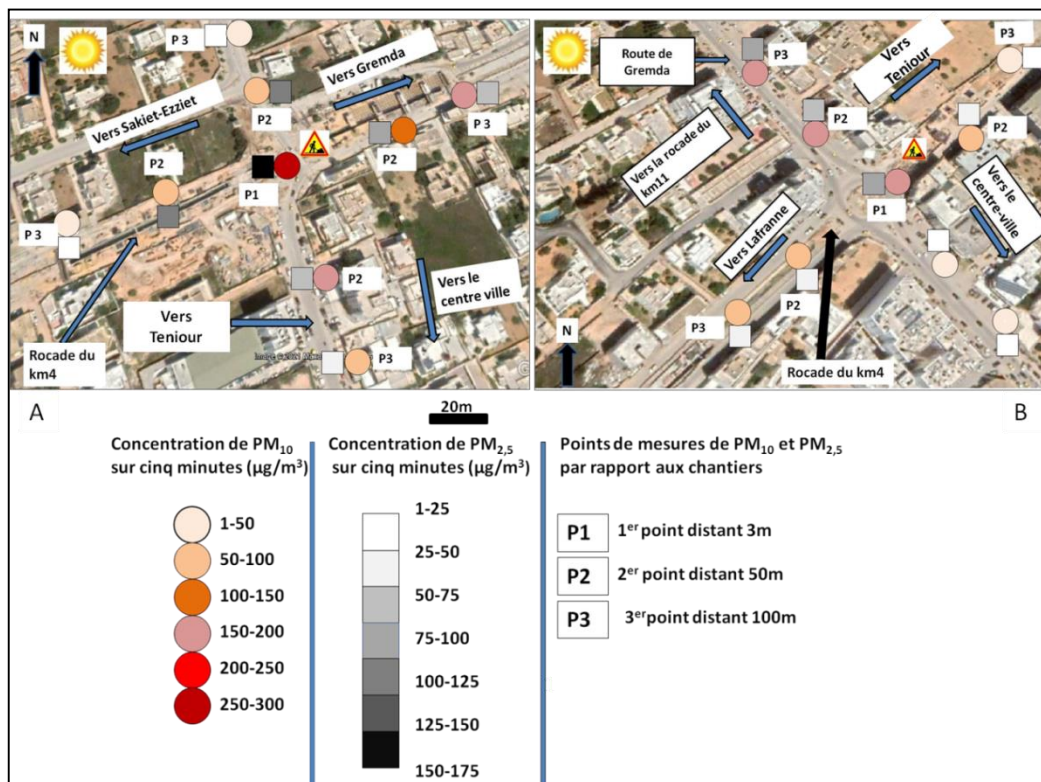 N
P 3
Vers Gremda
Vers Sakiet-Ezziet
P2
P 3
P2
P2
P1
P 3
P2
Vers le
centre ville
Vers
Teniour
Rocade du
km4
P3
A
N
Route de
Gremda
P3
Vers
Teniour
P3
P2
P2
Vers la rocade du
km11
P1
Vers le
centre-ville
Vers Lafranne
P2
P3
Rocade du km4
B
20m
Concentration de PM10
sur cinq minutes (µg/m³)
1-50
50-100
100-150
150-200
200-250
250-300
Concentration de PM2,5
sur cinq minutes (µg/m³)
1-25
25-50
50-75
75-100
100-125
125-150
150-175
Points de mesures de PM10 et PM2,5
par rapport aux chantiers
P1 1er point distant 3m
P2 2er point distant 50m
P3 3er point distant 100m